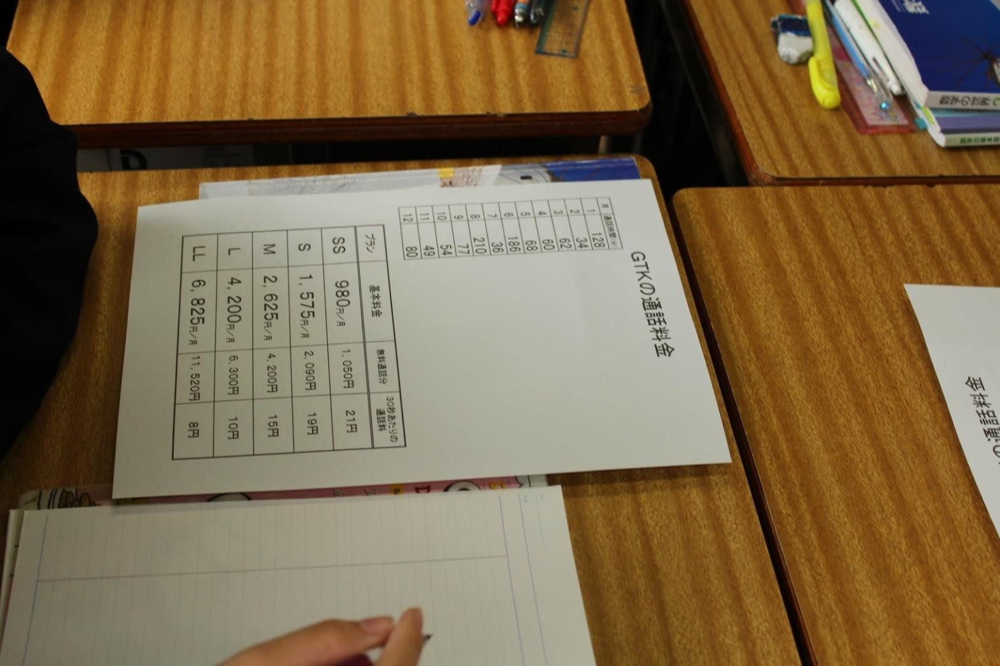 GTKの通話料金
月 通話時間(分)
1 128
2 34
3 62
4 60
5 68
6 186
7 36
8 210
9 77
10 54
11 49
12 80
プラン 基本料金 無料通話分 30秒あたりの通話料
SS 980円/月 1,050円 21円
S 1,575円/月 2,090円 19円
M 2,625円/月 4,200円 15円
L 4,200円/月 6,300円 10円
LL 6,825円/月 11,520円 8円
の通話料金